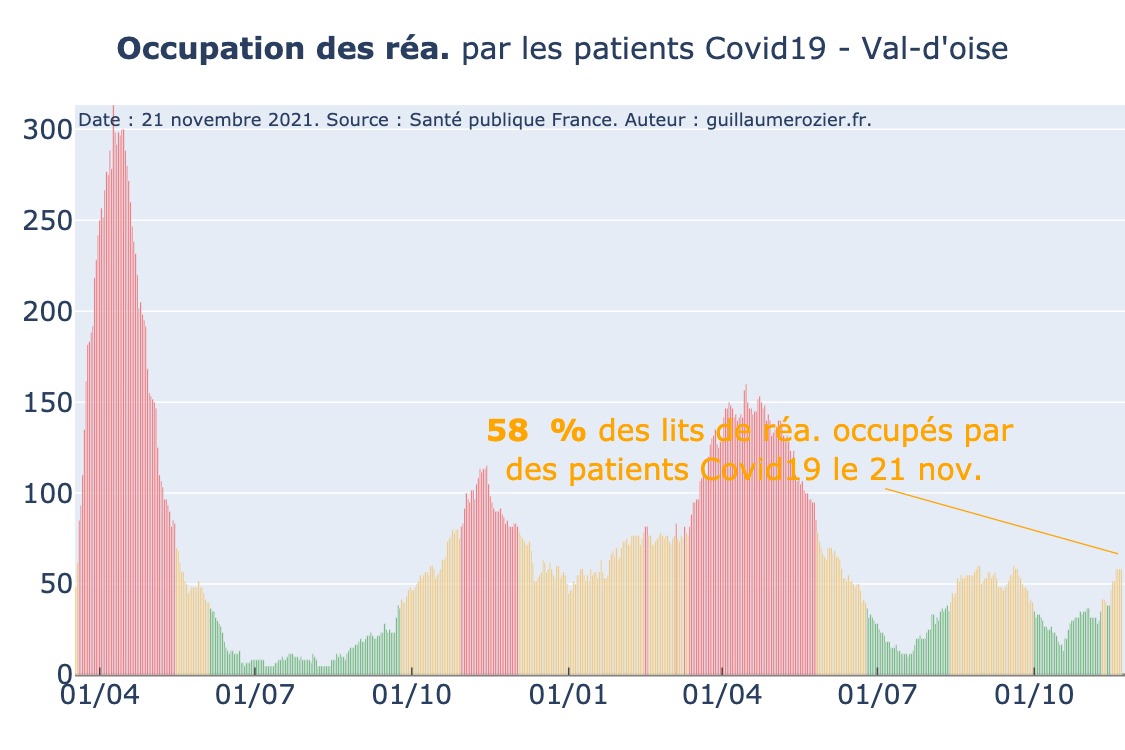 Occupation des réa. par les patients Covid19 - Val-d'oise
Date : 21 novembre 2021. Source : Santé publique France. Auteur : guillaumerozier.fr.
300
250
200
150
100
50
0
58 % des lits de réa. occupés par
des patients Covid19 le 21 nov.
01/04 01/07 01/10 01/01 01/04 01/07 01/10